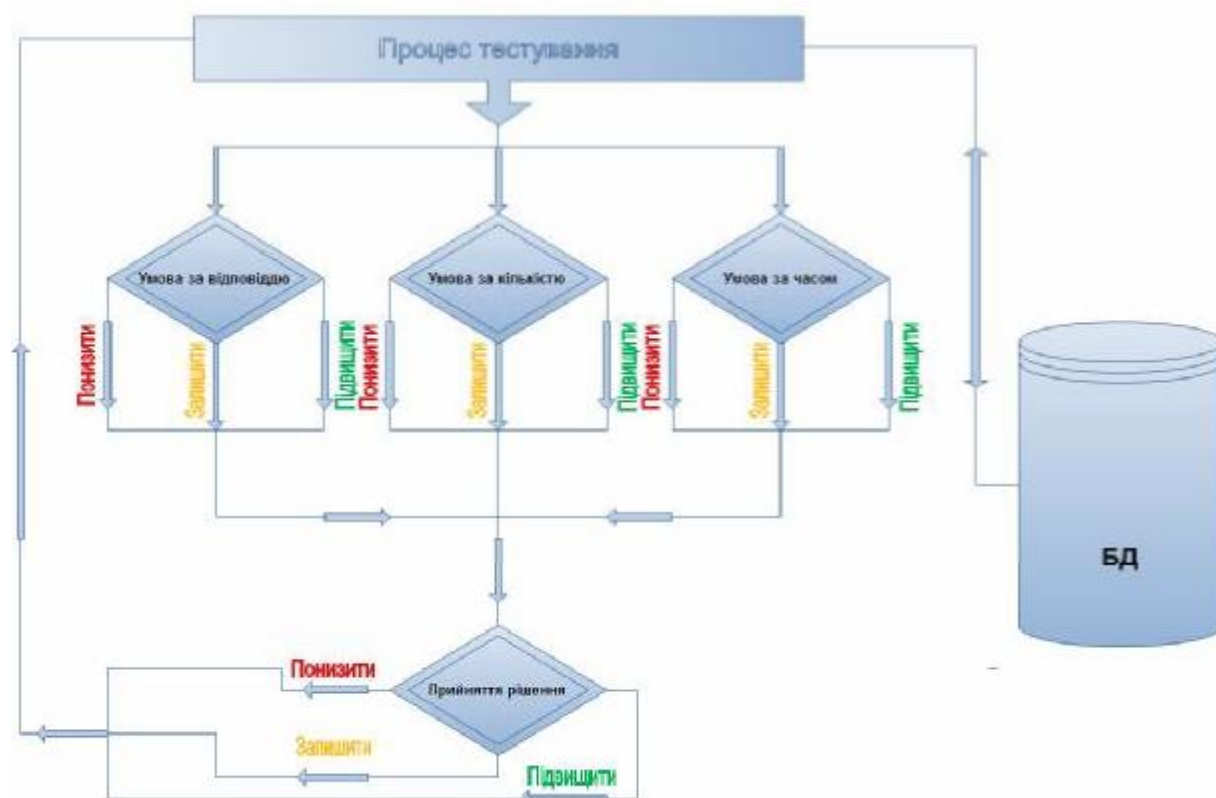 Процес тестування
Умова за відповіддю
Умова за кількістю
Умова за часом
Понизити
Залишити
Підвищити
Понизити
Залишити
Підвищити
Понизити
Залишити
Підвищити
БД
Прийняття рішення
Понизити
Залишити
Підвищити